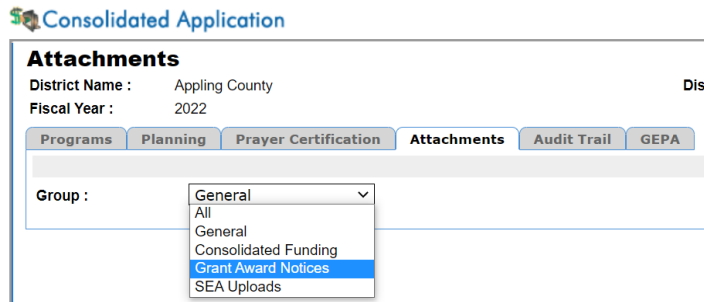 Consolidated Application
Attachments
District Name : Appling County Dis
Fiscal Year : 2022
Programs Planning Prayer Certification Attachments Audit Trail GEPA
Group : General
All
General
Consolidated Funding
Grant Award Notices
SEA Uploads